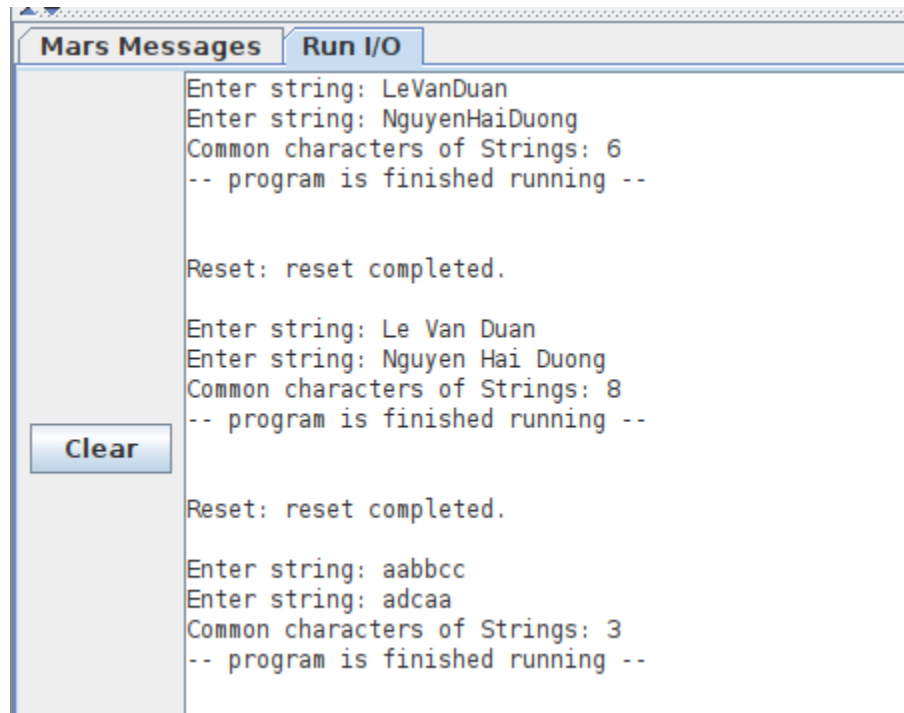 Mars Messages Run I/O
Enter string: LeVanDuan
Enter string: NguyenHaiDuong
Common characters of Strings: 6
-- program is finished running --
Reset: reset completed.
Enter string: Le Van Duan
Enter string: Nguyen Hai Duong
Common characters of Strings: 8
-- program is finished running --
Clear
Reset: reset completed.
Enter string: aabbcc
Enter string: adcaa
Common characters of Strings: 3
-- program is finished running --